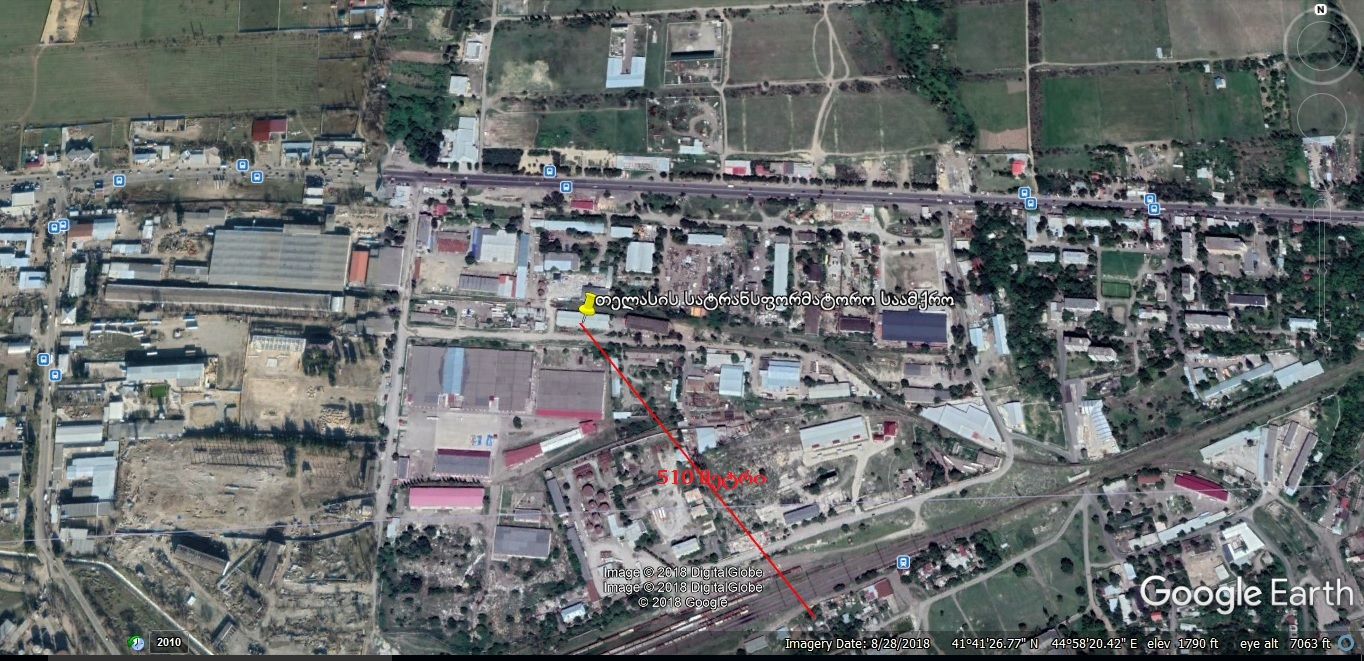 N
თელასის სატრანსფორმატორო საამქრო
510 მეტრი
Image © 2018 DigitalGlobe
Image © 2018 DigitalGlobe
© 2018 Google
Google Earth
2010
Imagery Date: 8/28/2018 41°41'26.77" N 44°58'20.42" E elev 1790 ft eye alt 7063 ft